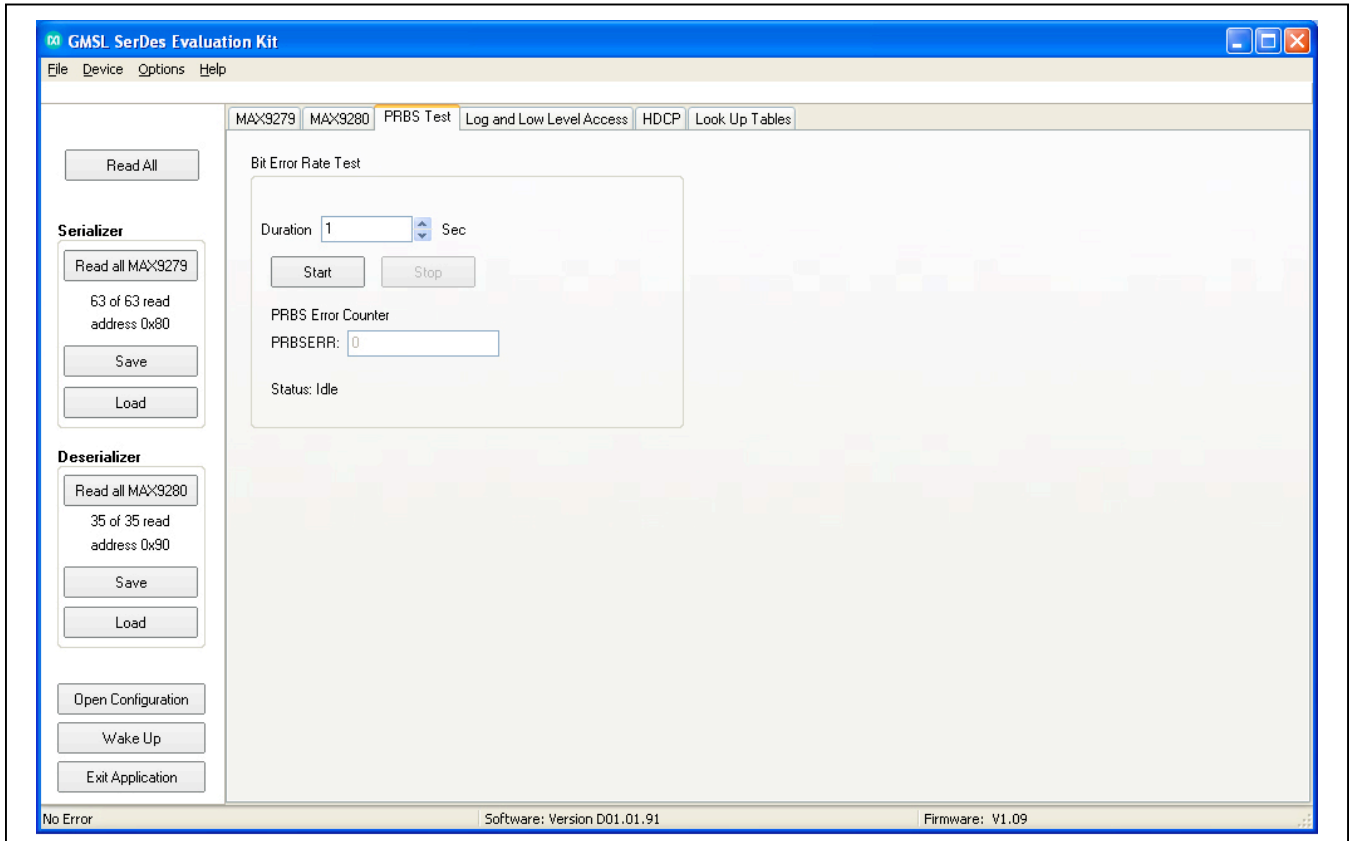 GMSL SerDes Evaluation Kit
File Device Options Help
MAX9279 MAX9280 PRBS Test Log and Low Level Access HDCP Look Up Tables
Read All
Serializer
Read all MAX9279
63 of 63 read
address 0x80
Save
Load
Deserializer
Read all MAX9280
35 of 35 read
address 0x90
Save
Load
Open Configuration
Wake Up
Exit Application
Bit Error Rate Test
Duration 1 Sec
Start Stop
PRBS Error Counter
PRBSERR: 0
Status: Idle
No Error Software: Version D01.01.91 Firmware: V1.09